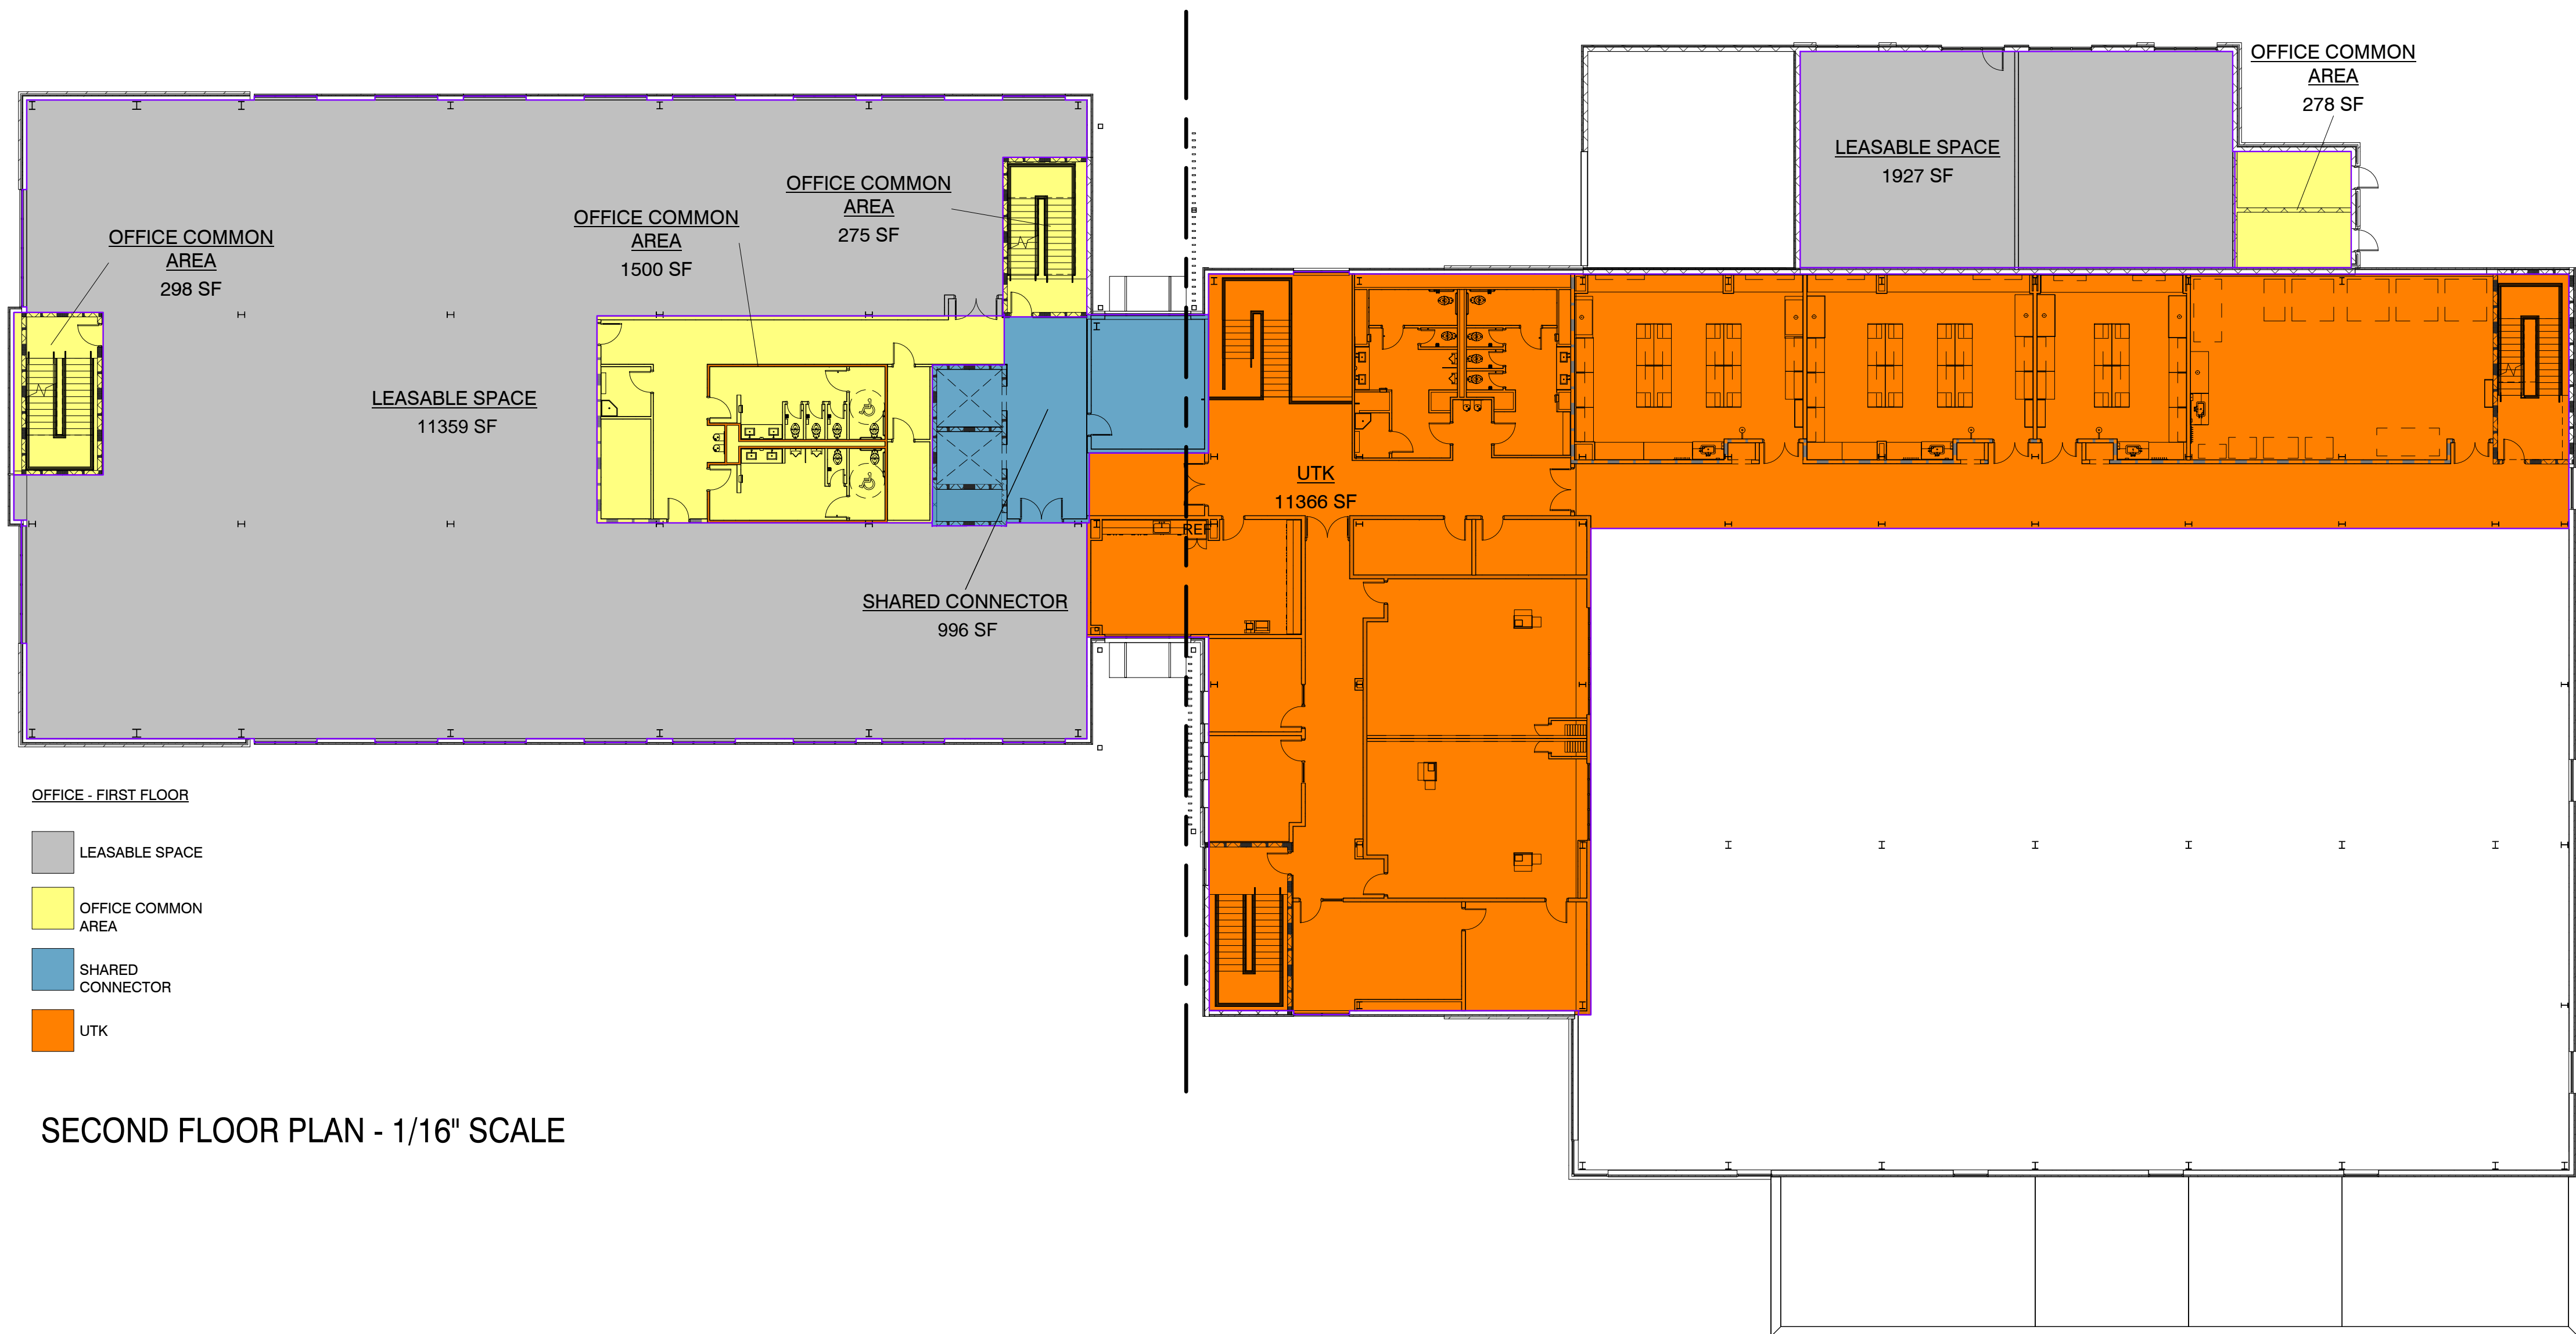 OFFICE COMMON
AREA
278 SF
LEASABLE SPACE
1927 SF
OFFICE COMMON
AREA
275 SF
OFFICE COMMON
AREA
1500 SF
OFFICE COMMON
AREA
298 SF
LEASABLE SPACE
11359 SF
UTK
11366 SF
REF
SHARED CONNECTOR
996 SF
OFFICE - FIRST FLOOR
LEASABLE SPACE
OFFICE COMMON
AREA
SHARED
CONNECTOR
UTK
SECOND FLOOR PLAN - 1/16" SCALE